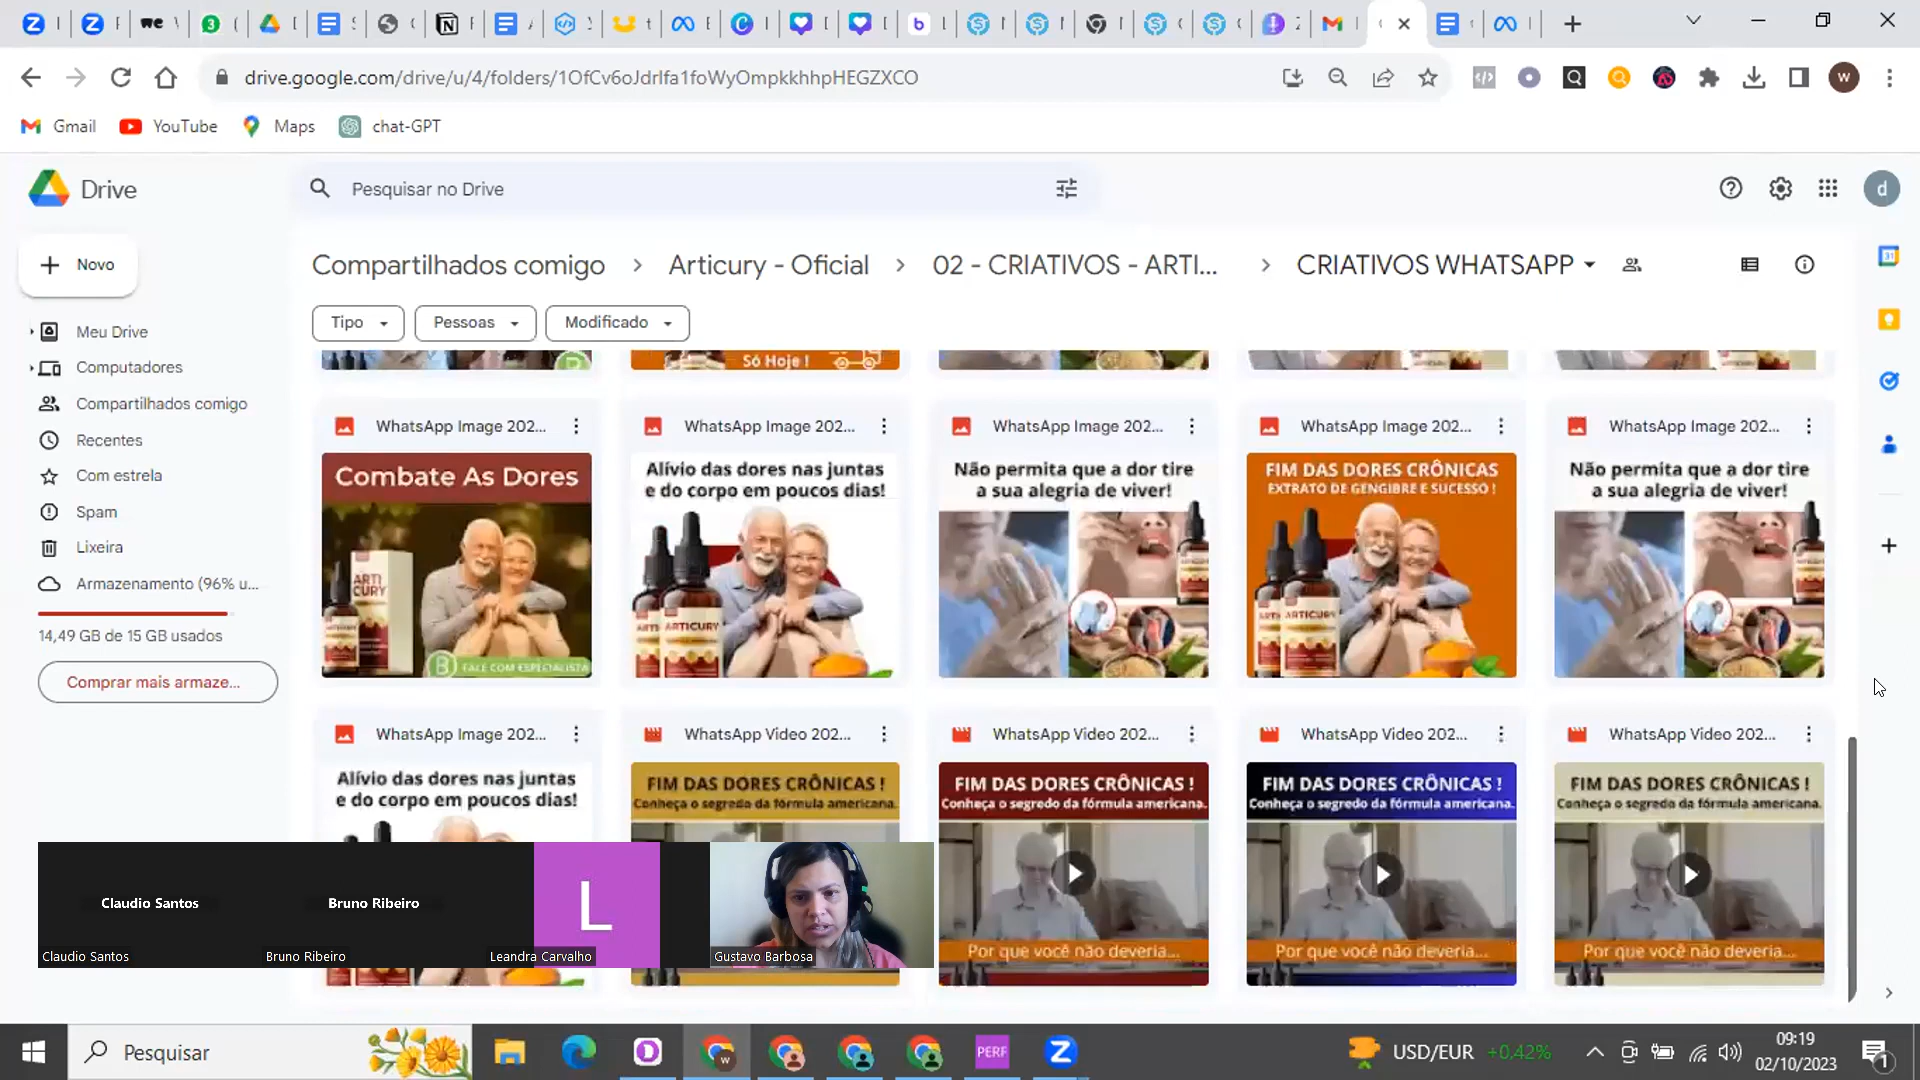 3
drive.google.com/drive/u/4/folders/1OfCv6oJdrlfa1foWyOmpkkhhpHEGZXCO
Gmail
YouTube
Maps
chat-GPT
Drive
Pesquisar no Drive
d
Novo
Compartilhados comigo
Articury - Oficial
02 - CRIATIVOS - ARTI...
CRIATIVOS WHATSAPP
Tipo
Pessoas
Modificado
Meu Drive
Computadores
Compartilhados comigo
Recentes
Com estrela
Spam
Lixeira
Armazenamento (96% u...
14,49 GB de 15 GB usados
Comprar mais armaze...
Só Hoje !
WhatsApp Image 202...
WhatsApp Image 202...
WhatsApp Image 202...
WhatsApp Image 202...
WhatsApp Image 202...
Combate As Dores
ARTI
CURY
FALE COM ESPECIALISTA
Alívio das dores nas juntas
e do corpo em poucos dias!
ARTICURY
Não permita que a dor tire
a sua alegria de viver!
FIM DAS DORES CRÔNICAS
EXTRATO DE GENGIBRE E SUCESSO !
ARTICURY
Não permita que a dor tire
a sua alegria de viver!
WhatsApp Image 202...
WhatsApp Video 202...
WhatsApp Video 202...
WhatsApp Video 202...
WhatsApp Video 202...
Alívio das dores nas juntas
e do corpo em poucos dias!
FIM DAS DORES CRÔNICAS !
Conheça o segredo da fórmula americana.
FIM DAS DORES CRÔNICAS !
Conheça o segredo da fórmula americana.
Por que você não deveria...
FIM DAS DORES CRÔNICAS !
Conheça o segredo da fórmula americana.
Por que você não deveria...
FIM DAS DORES CRÔNICAS !
Conheça o segredo da fórmula americana.
Por que você não deveria...
Claudio Santos
Claudio Santos
Bruno Ribeiro
Bruno Ribeiro
L
Leandra Carvalho
Gustavo Barbosa
Pesquisar
PERF
USD/EUR +0,42%
09:19
02/10/2023
1